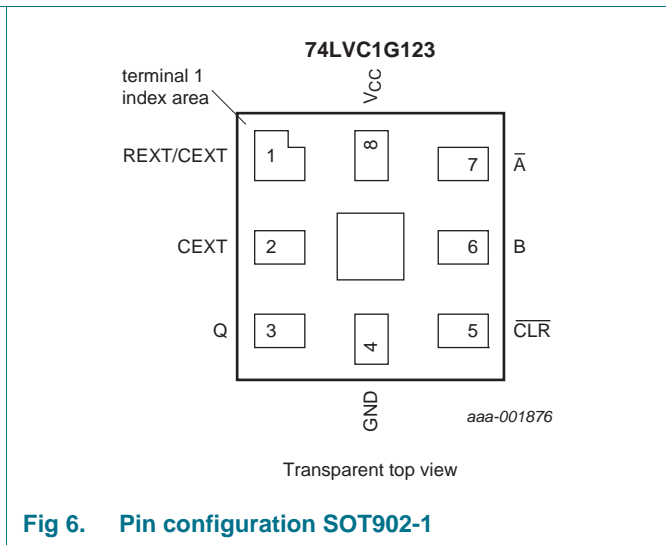 74LVC1G123
terminal 1
index area
VCC
REXT/CEXT
1
8
7
A̅
CEXT
2
6
B
Q
3
4
5
C̅L̅R̅
GND
aaa-001876
Transparent top view
Fig 6. Pin configuration SOT902-1